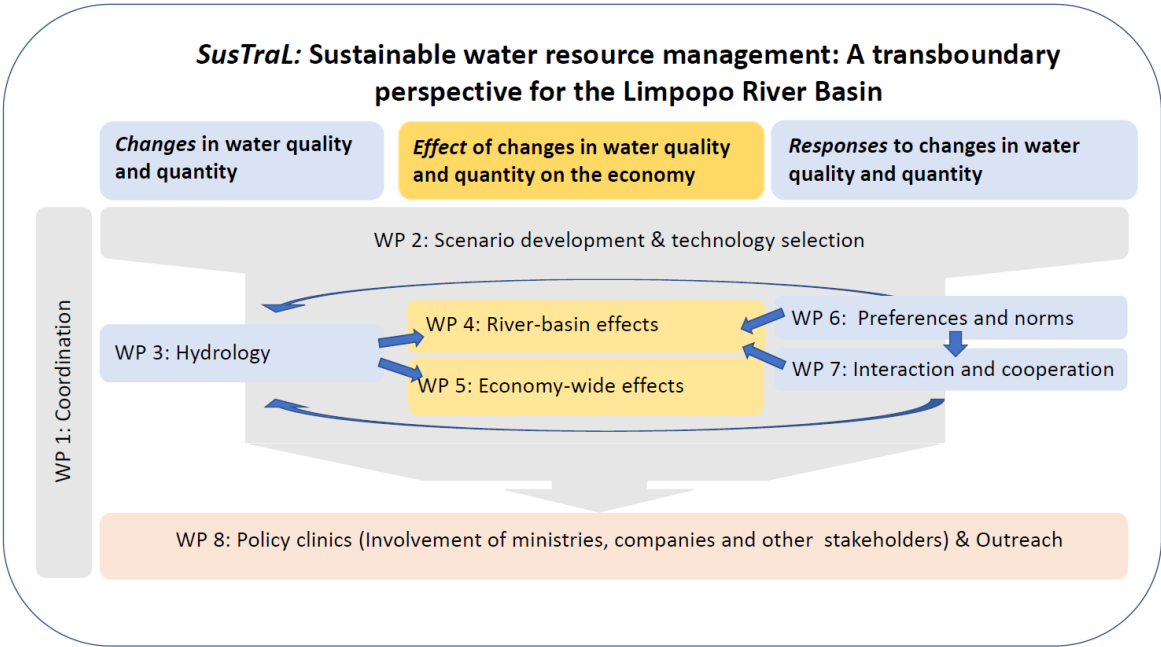 SusTraL: Sustainable water resource management: A transboundary
perspective for the Limpopo River Basin
Changes in water quality
and quantity
Effect of changes in water quality
and quantity on the economy
Responses to changes in water
quality and quantity
WP 1: Coordination
WP 2: Scenario development & technology selection
WP 3: Hydrology
WP 4: River-basin effects
WP 5: Economy-wide effects
WP 6:  Preferences and norms
WP 7: Interaction and cooperation
WP 8: Policy clinics (Involvement of ministries, companies and other  stakeholders) & Outreach